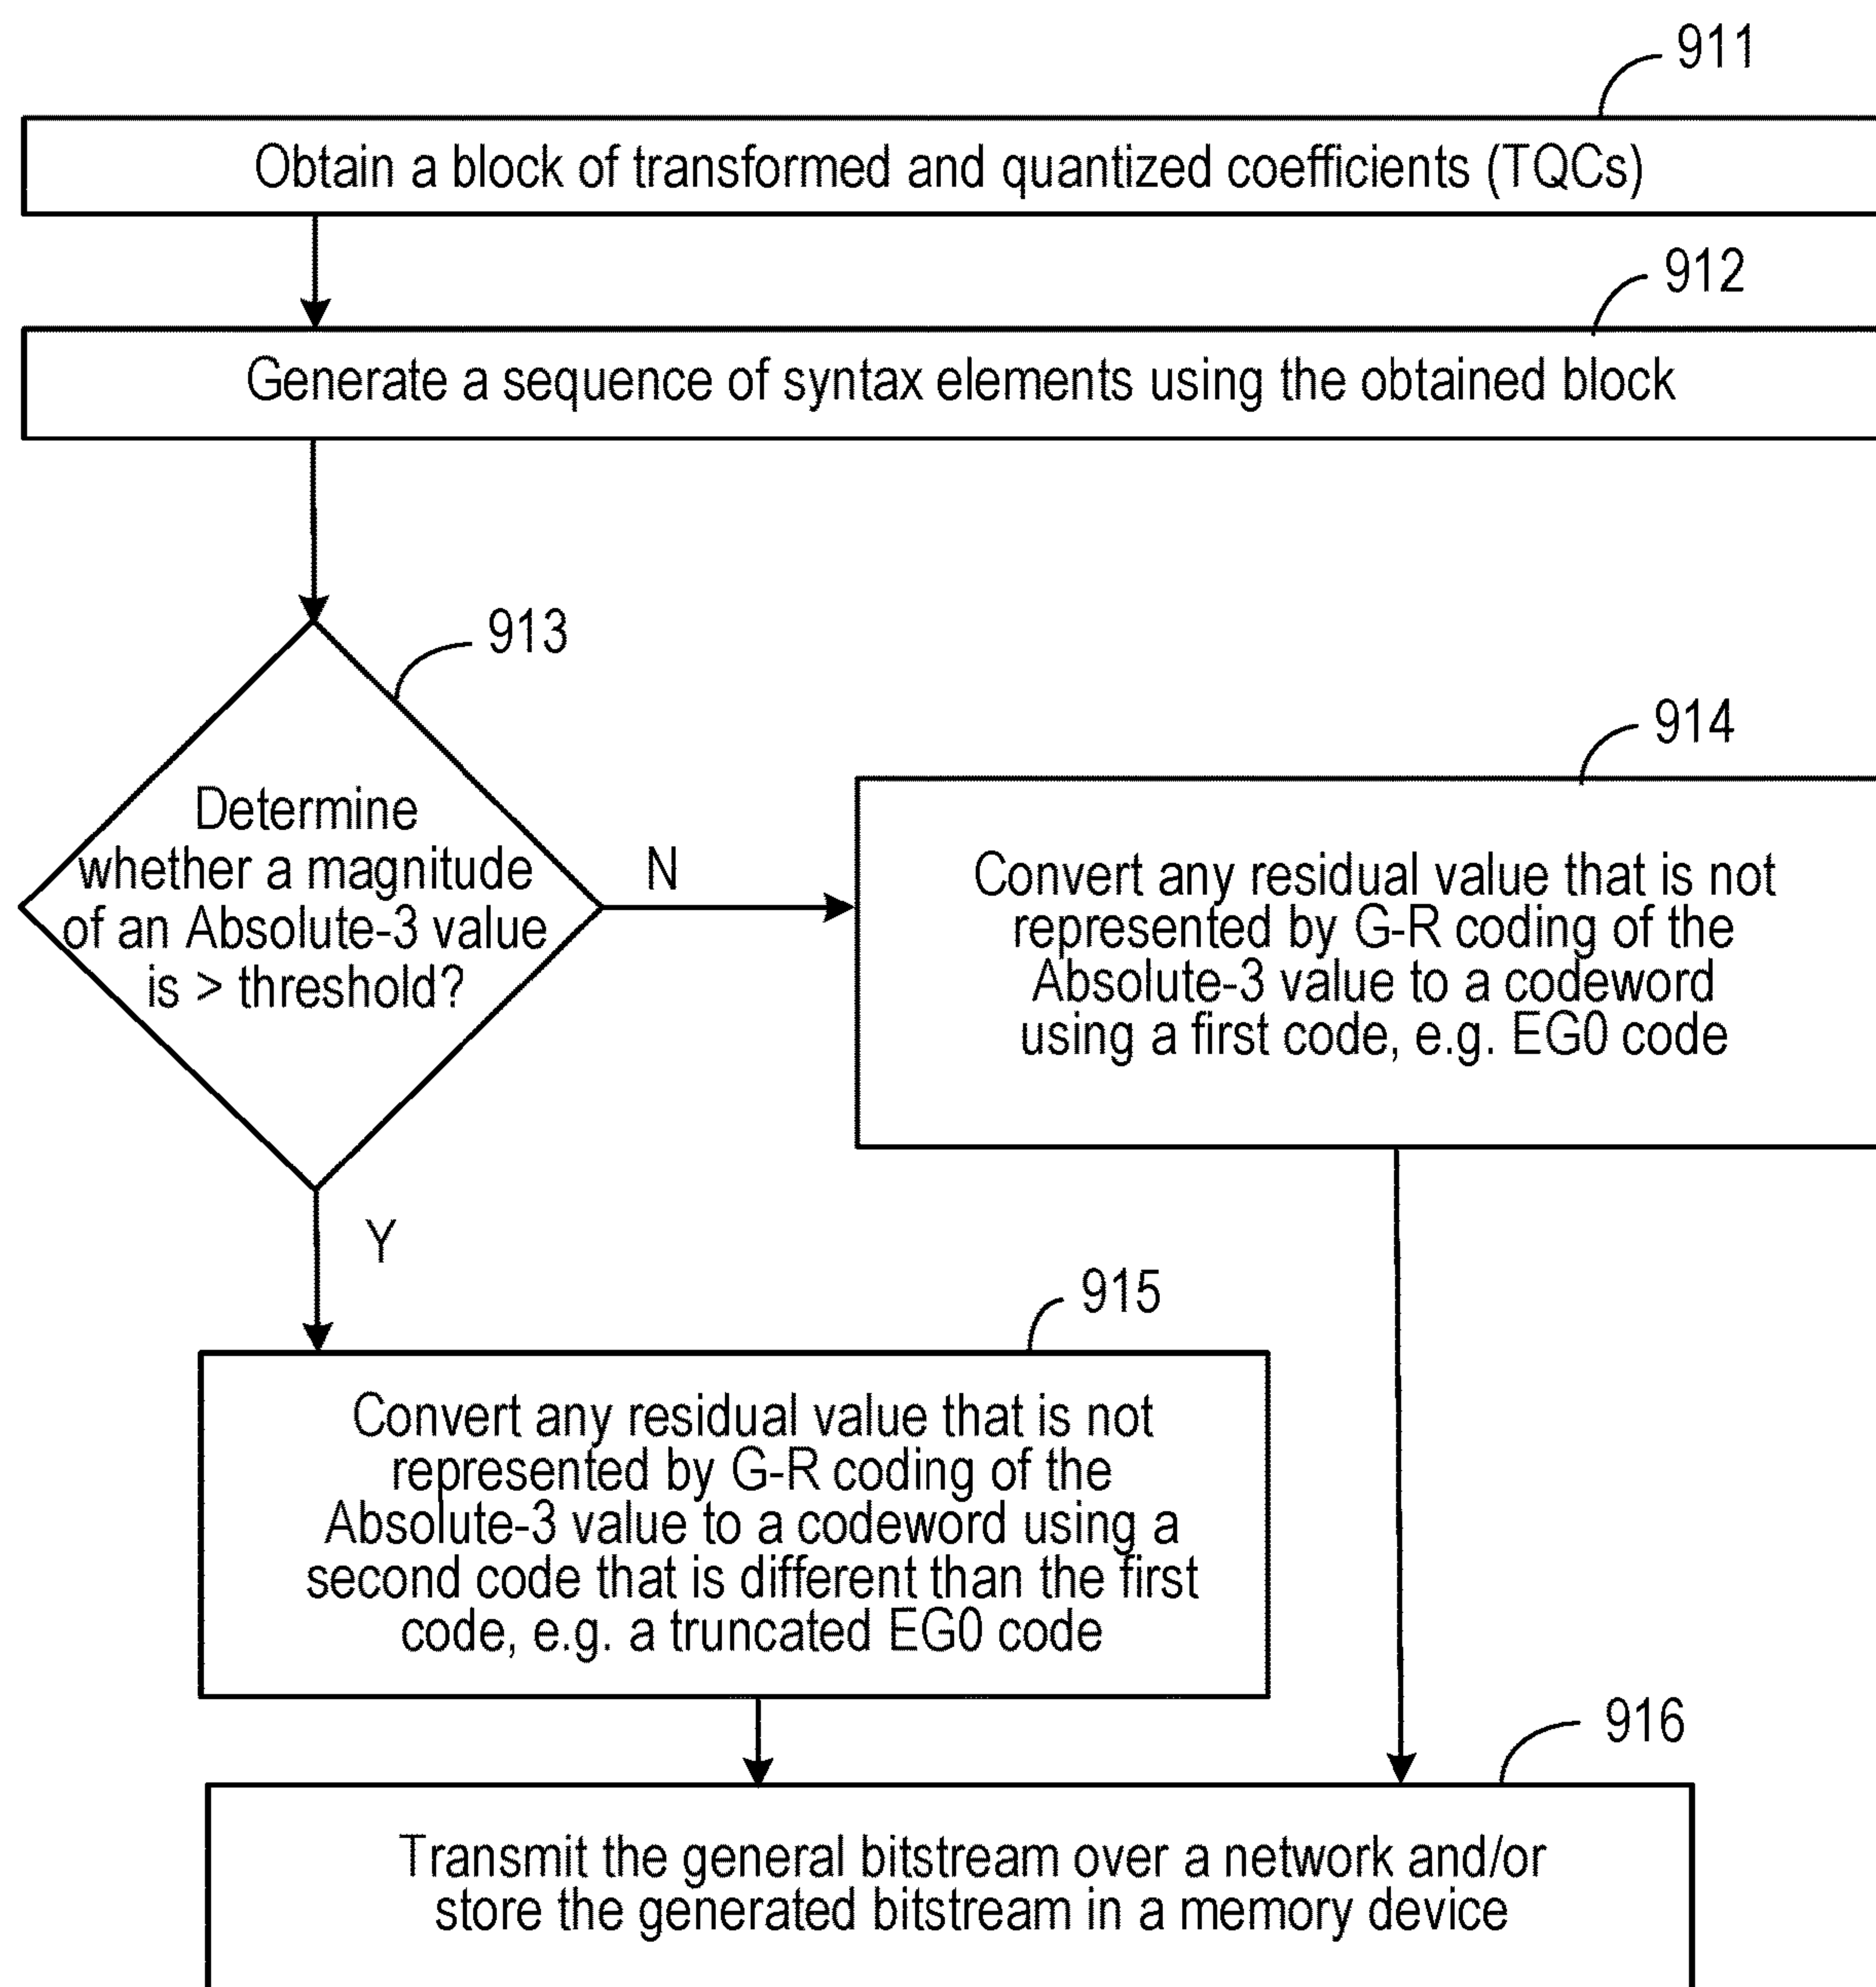 911
Obtain a block of transformed and quantized coefficients (TQCs)
912
Generate a sequence of syntax elements using the obtained block
913
Determine
whether a magnitude
of an Absolute-3 value
is > threshold?
N
914
Convert any residual value that is not
represented by G-R coding of the
Absolute-3 value to a codeword
using a first code, e.g. EG0 code
Y
915
Convert any residual value that is not
represented by G-R coding of the
Absolute-3 value to a codeword using a
second code that is different than the first
code, e.g. a truncated EG0 code
916
Transmit the general bitstream over a network and/or
store the generated bitstream in a memory device